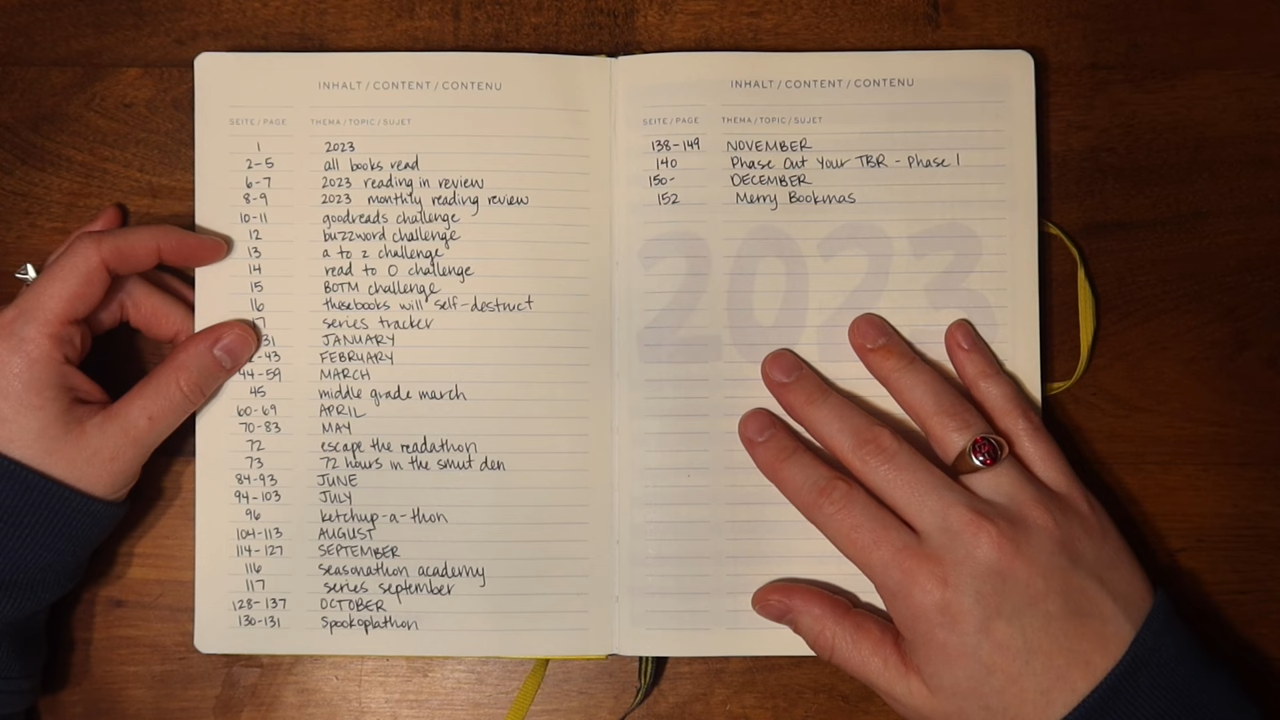 INHALT / CONTENT / CONTENU
SEITE / PAGE THEMA / TOPIC / SUJET
1 2023
2-5 all books read
6-7 2023 reading in review
8-9 2023 monthly reading review
10-11 goodreads challenge
12 buzzword challenge
13 a to z challenge
14 read to 0 challenge
15 BOTM challenge
16 these books will self-destruct
series tracker
31 JANUARY
-43 FEBRUARY
44-59 MARCH
45 middle grade march
60-69 APRIL
70-83 MAY
72 escape the readathon
73 72 hours in the smut den
84-93 JUNE
94-103 JULY
96 ketchup-a-thon
104-113 AUGUST
114-127 SEPTEMBER
116 seasonathon academy
117 series september
128-137 OCTOBER
130-131 Spookoplathon
INHALT / CONTENT / CONTENU
SEITE / PAGE THEMA / TOPIC / SUJET
138-149 NOVEMBER
140 Phase Out Your TBR - Phase 1
150- DECEMBER
152 Merry Bookmas
2023